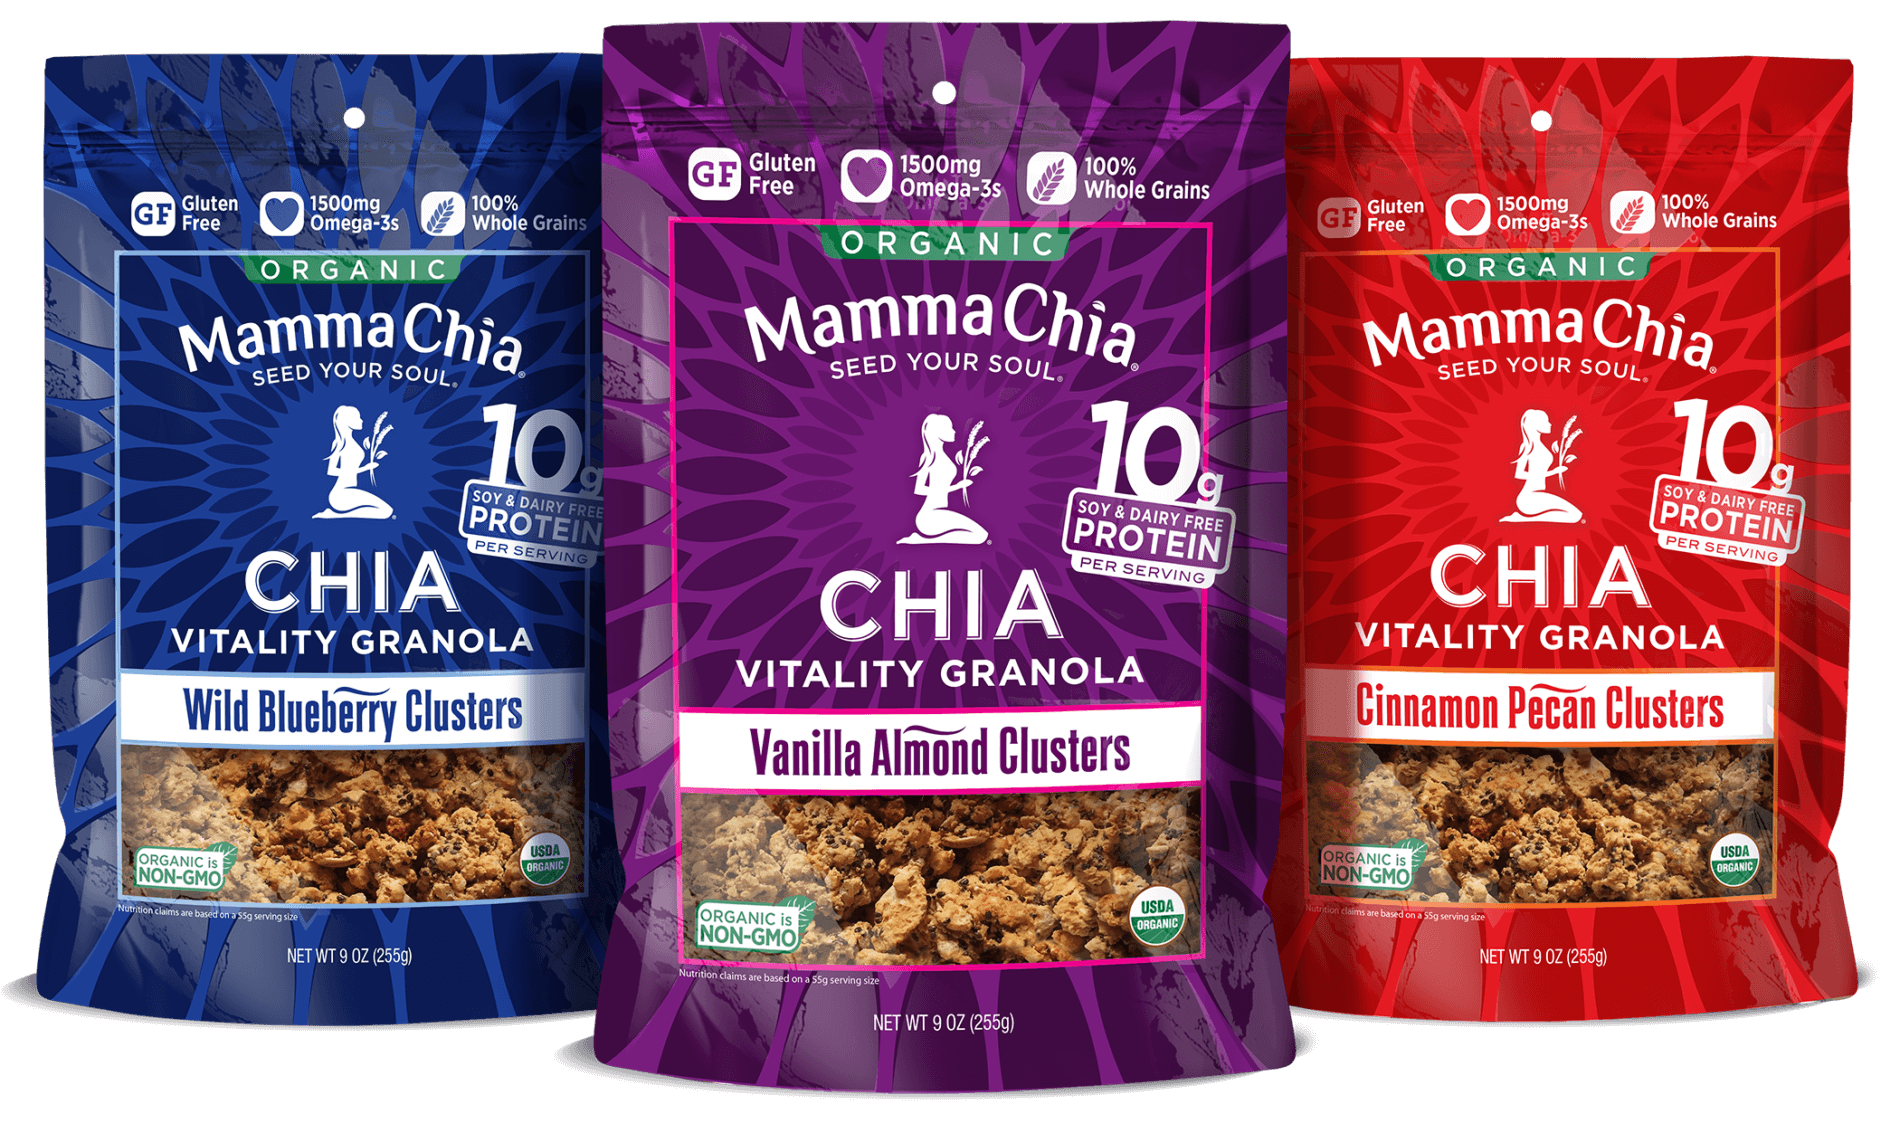 GF
Gluten
Free
1500mg
Omega-3s
100%
Whole Grains
ORGANIC
Mamma Chia®
SEED YOUR SOUL®
10g
SOY & DAIRY FREE
PROTEIN
PER SERVING
CHIA
VITALITY GRANOLA
Wild Blueberry Clusters
ORGANIC is
NON-GMO
USDA
ORGANIC
Nutrition claims are based on a 55g serving size
NET WT 9 OZ (255g)
GF
Gluten
Free
1500mg
Omega-3s
100%
Whole Grains
ORGANIC
Mamma Chia®
SEED YOUR SOUL®
10g
SOY & DAIRY FREE
PROTEIN
PER SERVING
CHIA
VITALITY GRANOLA
Vanilla Almond Clusters
ORGANIC is
NON-GMO
USDA
ORGANIC
Nutrition claims are based on a 55g serving size
NET WT 9 OZ (255g)
GF
Gluten
Free
1500mg
Omega-3s
100%
Whole Grains
ORGANIC
Mamma Chia®
SEED YOUR SOUL®
10g
SOY & DAIRY FREE
PROTEIN
PER SERVING
CHIA
VITALITY GRANOLA
Cinnamon Pecan Clusters
ORGANIC is
NON-GMO
USDA
ORGANIC
Nutrition claims are based on a 55g serving size
NET WT 9 OZ (255g)